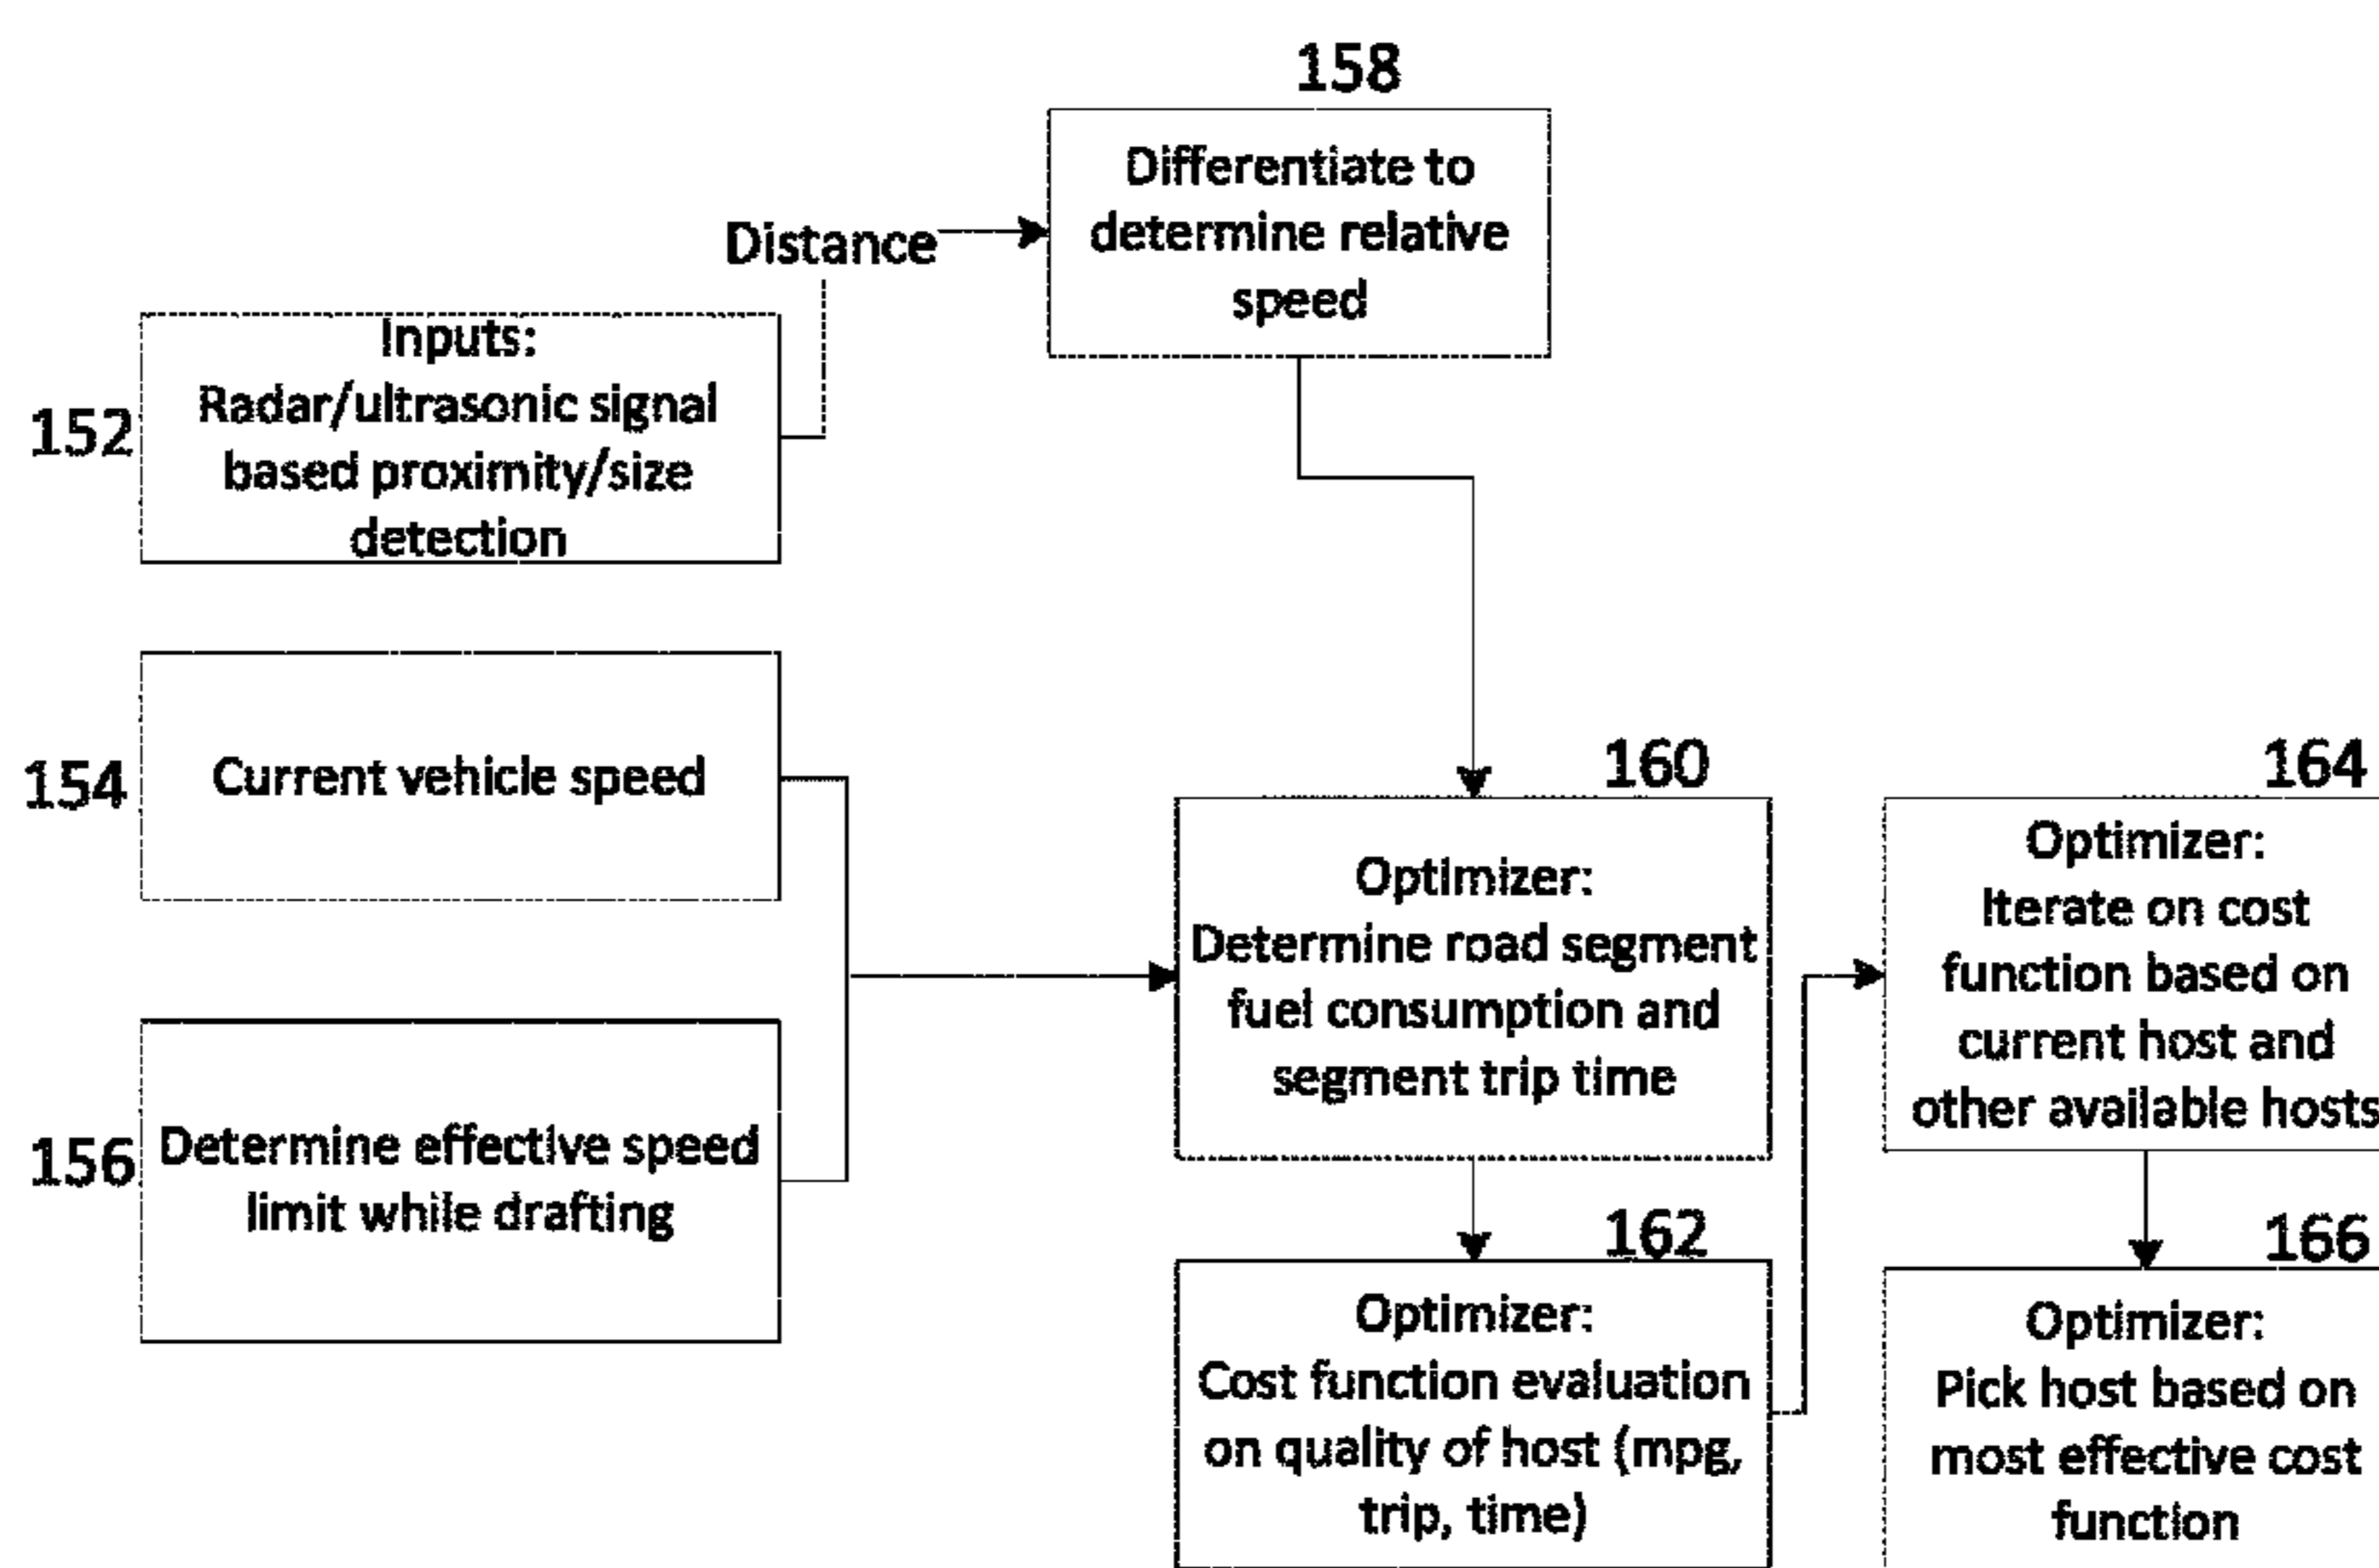 158
Differentiate to
determine relative
speed
Distance
152
Inputs:
Radar/ultrasonic signal
based proximity/size
detection
154
Current vehicle speed
156
Determine effective speed
limit while drafting
160
Optimizer:
Determine road segment
fuel consumption and
segment trip time
162
Optimizer:
Cost function evaluation
on quality of host (mpg,
trip, time)
164
Optimizer:
Iterate on cost
function based on
current host and
other available hosts
166
Optimizer:
Pick host based on
most effective cost
function